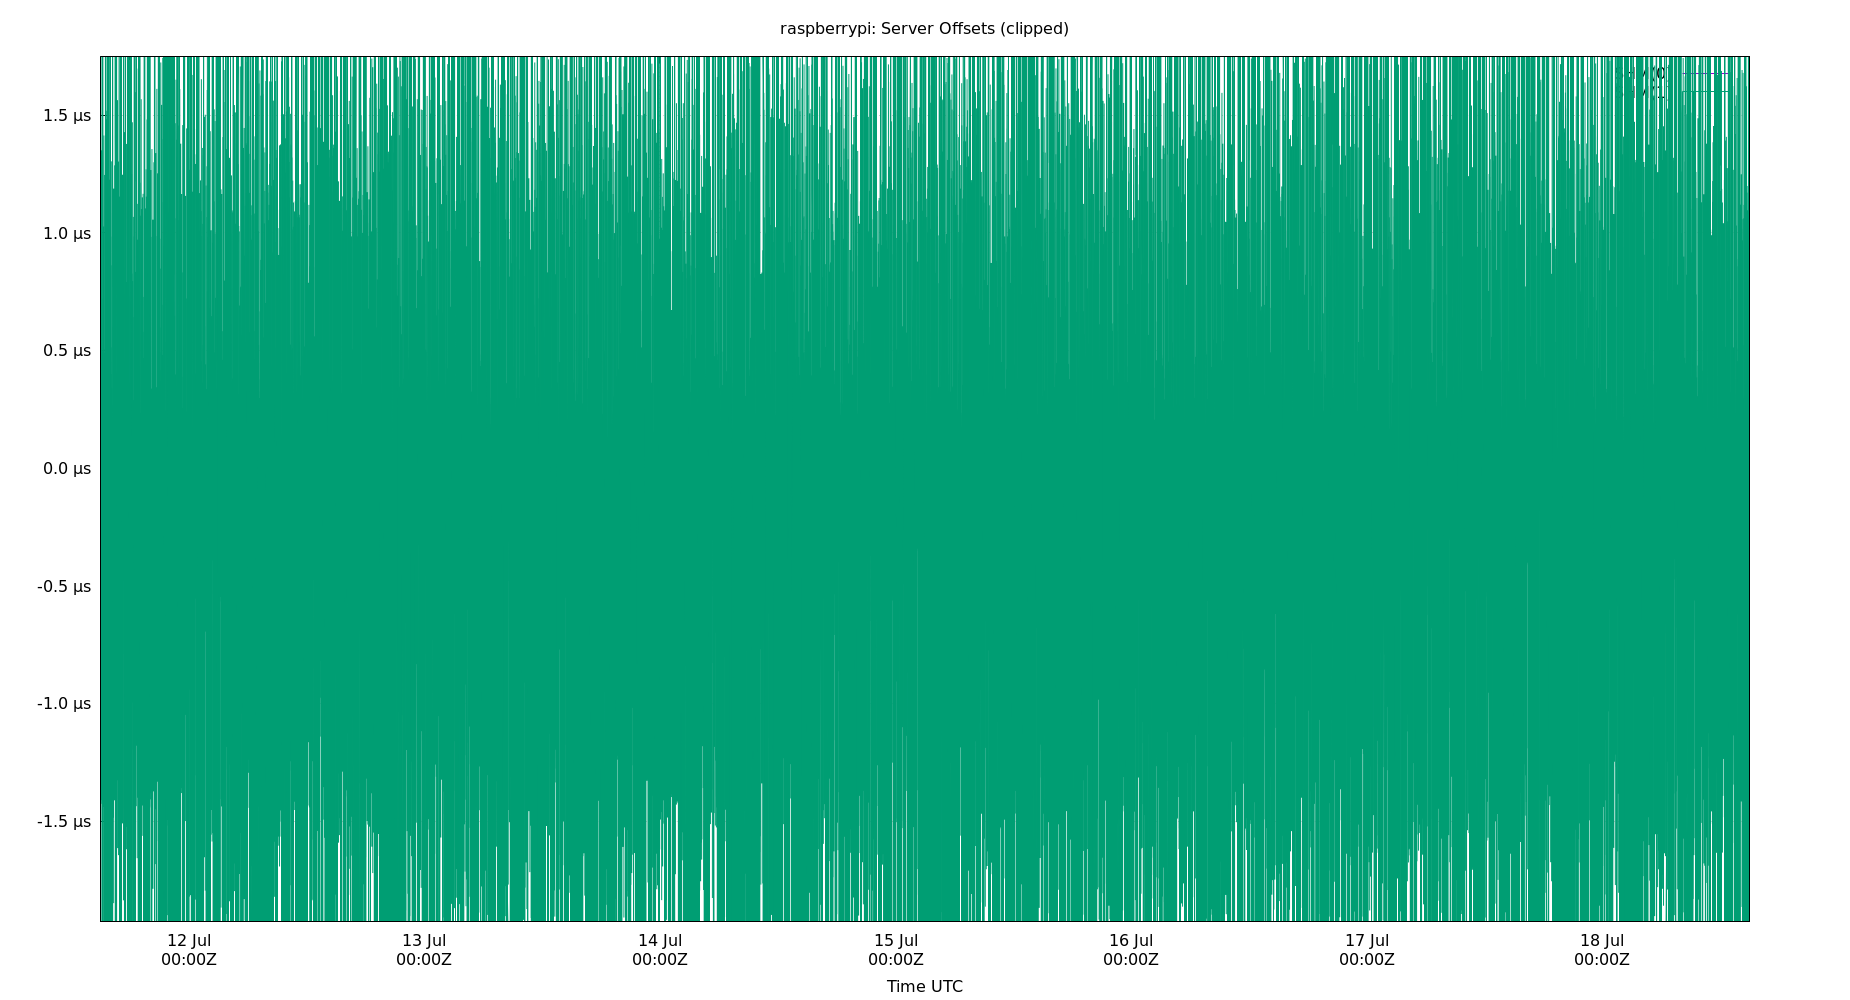 raspberrypi: Server Offsets (clipped)
1.5 µs
1.0 µs
0.5 µs
0.0 µs
-0.5 µs
-1.0 µs
-1.5 µs
12 Jul 13 Jul 14 Jul 15 Jul 16 Jul 17 Jul 18 Jul
00:00Z 00:00Z 00:00Z 00:00Z 00:00Z 00:00Z 00:00Z
Time UTC